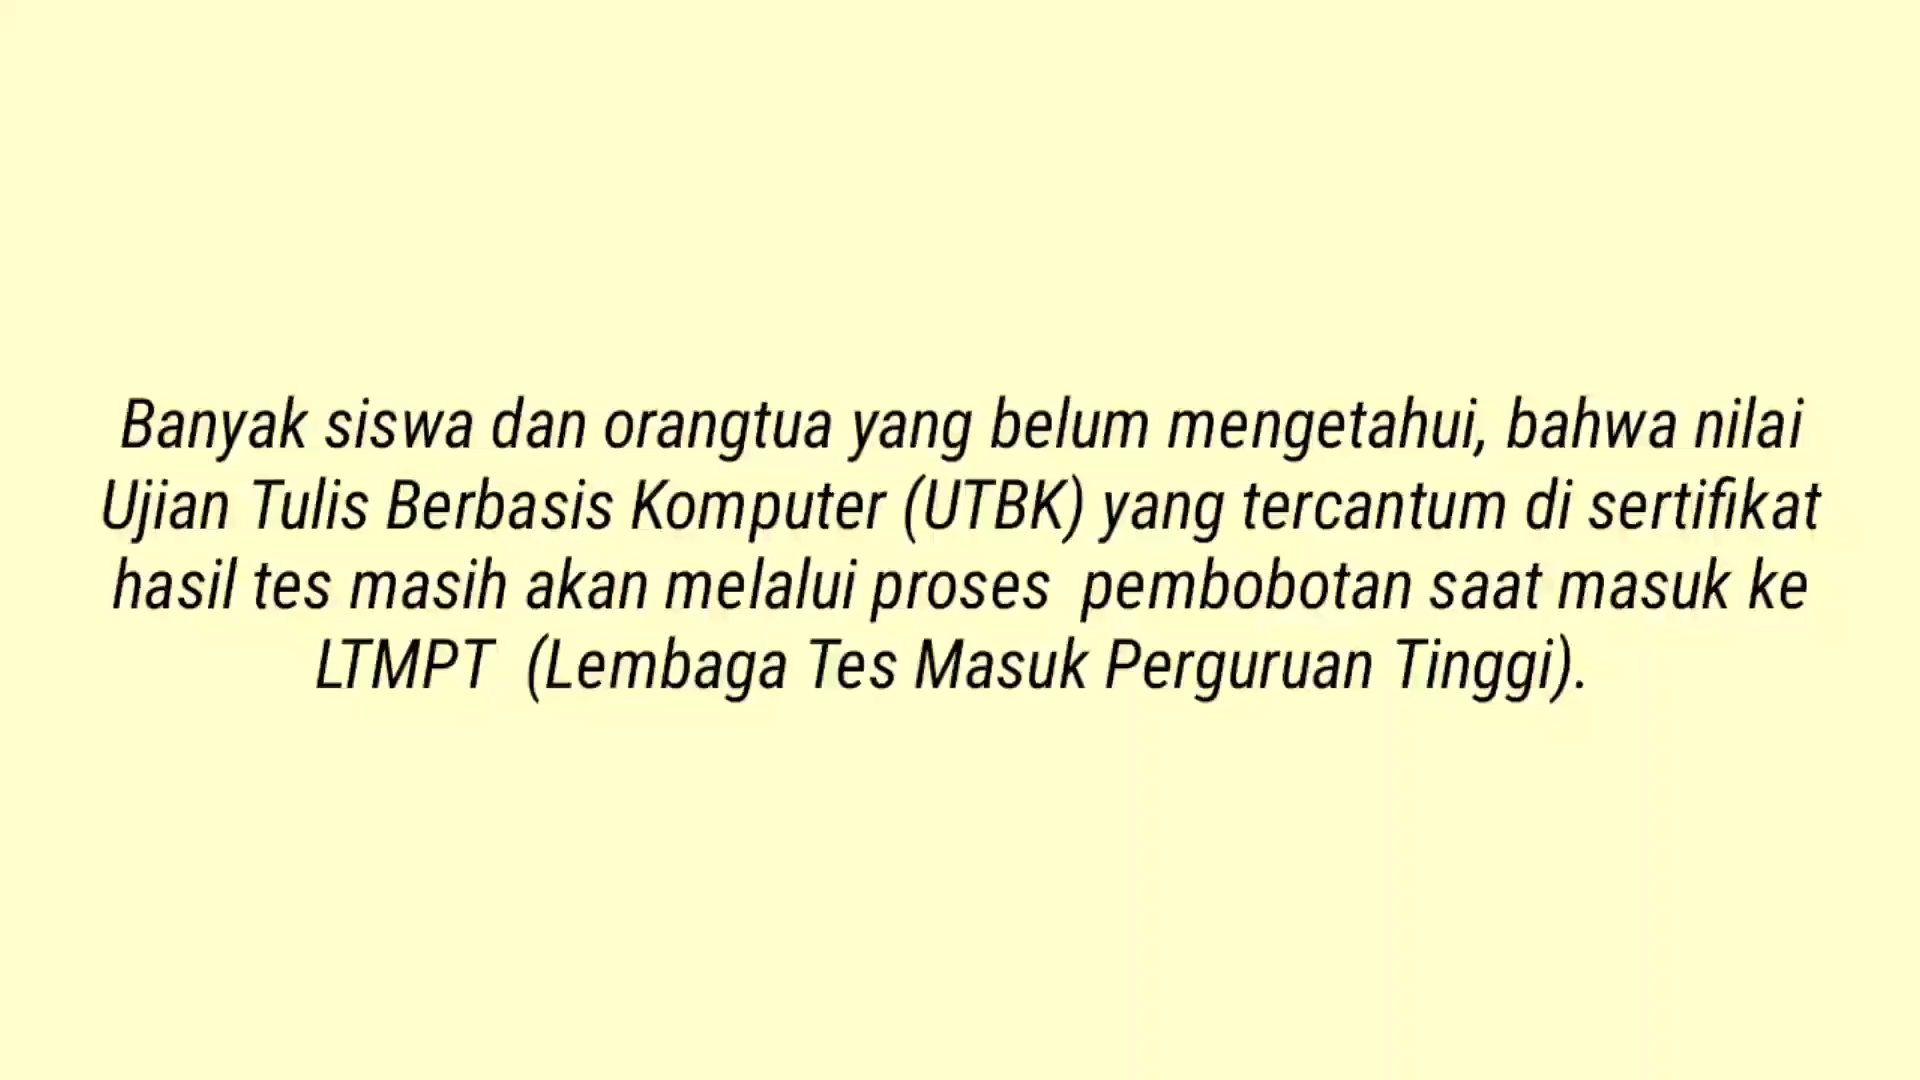 Banyak siswa dan orangtua yang belum mengetahui, bahwa nilai
Ujian Tulis Berbasis Komputer (UTBK) yang tercantum di sertifikat
hasil tes masih akan melalui proses  pembobotan saat masuk ke
LTMPT  (Lembaga Tes Masuk Perguruan Tinggi).